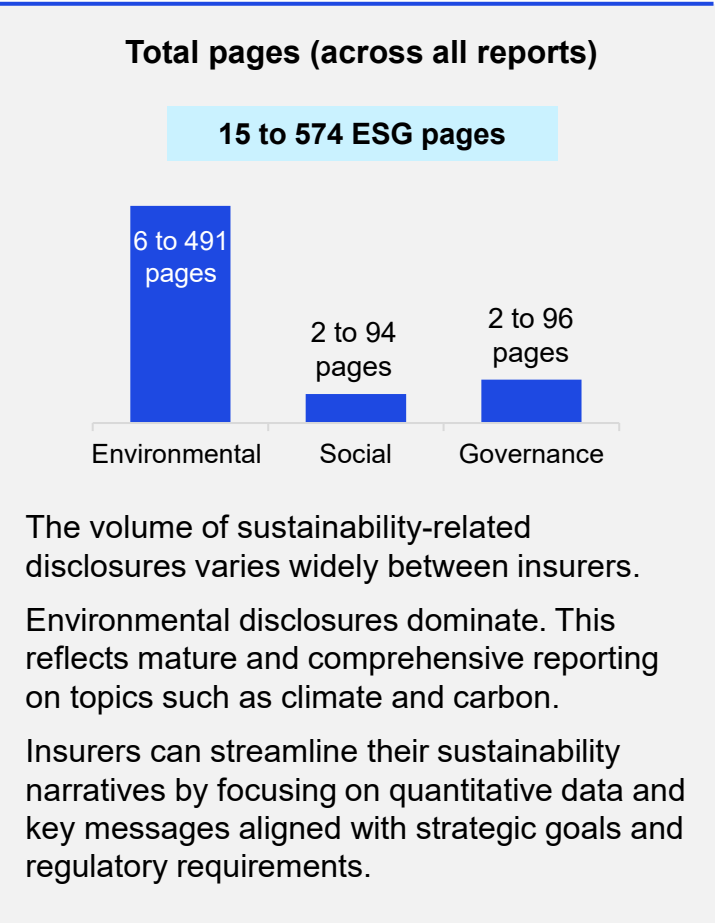 Total pages (across all reports)
15 to 574 ESG pages
6 to 491
pages
2 to 94
pages
2 to 96
pages
Environmental
Social
Governance
The volume of sustainability-related
disclosures varies widely between insurers.
Environmental disclosures dominate. This
reflects mature and comprehensive reporting
on topics such as climate and carbon.
Insurers can streamline their sustainability
narratives by focusing on quantitative data and
key messages aligned with strategic goals and
regulatory requirements.